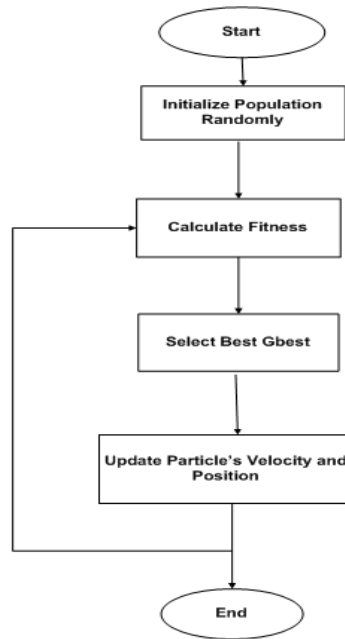 Start
Initialize Population
Randomly
Calculate Fitness
Select Best Gbest
Update Particle's Velocity and
Position
End